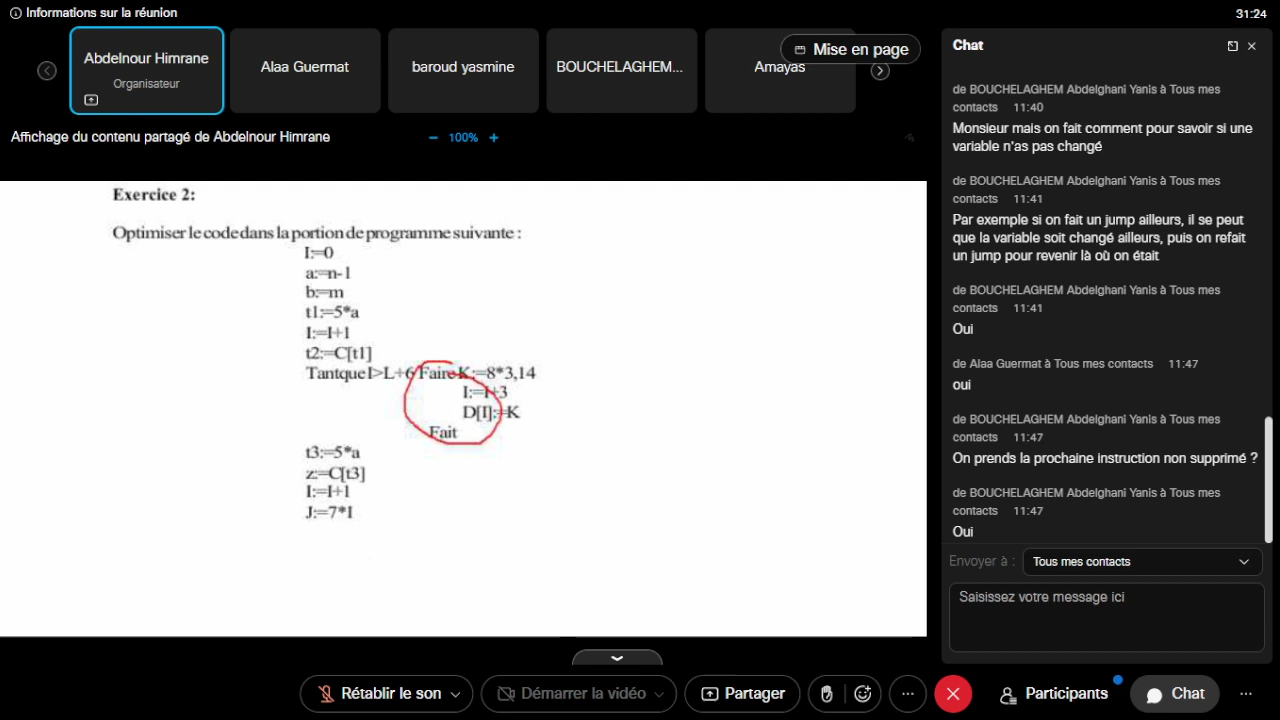 Informations sur la réunion
31:24
Abdelnour Himrane
Organisateur
Alaa Guermat
baroud yasmine
BOUCHELAGHEM...
Amayas
Mise en page
Affichage du contenu partagé de Abdelnour Himrane
− 100% +
Exercice 2:
Optimiser le code dans la portion de programme suivante :
I:=0
a:=n-1
b:=m
t1:=5*a
I:=I+1
t2:=C[t1]
Tantque I>L+6 Faire K:=8*3,14
I:=I+3
D[I]:=K
Fait
t3:=5*a
z:=C[t3]
I:=I+1
J:=7*I
Chat
de BOUCHELAGHEM Abdelghani Yanis à Tous mes
contacts 11:40
Monsieur mais on fait comment pour savoir si une
variable n'as pas changé
de BOUCHELAGHEM Abdelghani Yanis à Tous mes
contacts 11:41
Par exemple si on fait un jump ailleurs, il se peut
que la variable soit changé ailleurs, puis on refait
un jump pour revenir là où on était
de BOUCHELAGHEM Abdelghani Yanis à Tous mes
contacts 11:41
Oui
de Alaa Guermat à Tous mes contacts 11:47
oui
de BOUCHELAGHEM Abdelghani Yanis à Tous mes
contacts 11:47
On prends la prochaine instruction non supprimé ?
de BOUCHELAGHEM Abdelghani Yanis à Tous mes
contacts 11:47
Oui
Envoyer à : Tous mes contacts
Saisissez votre message ici
Rétablir le son
Démarrer la vidéo
Partager
Participants
Chat